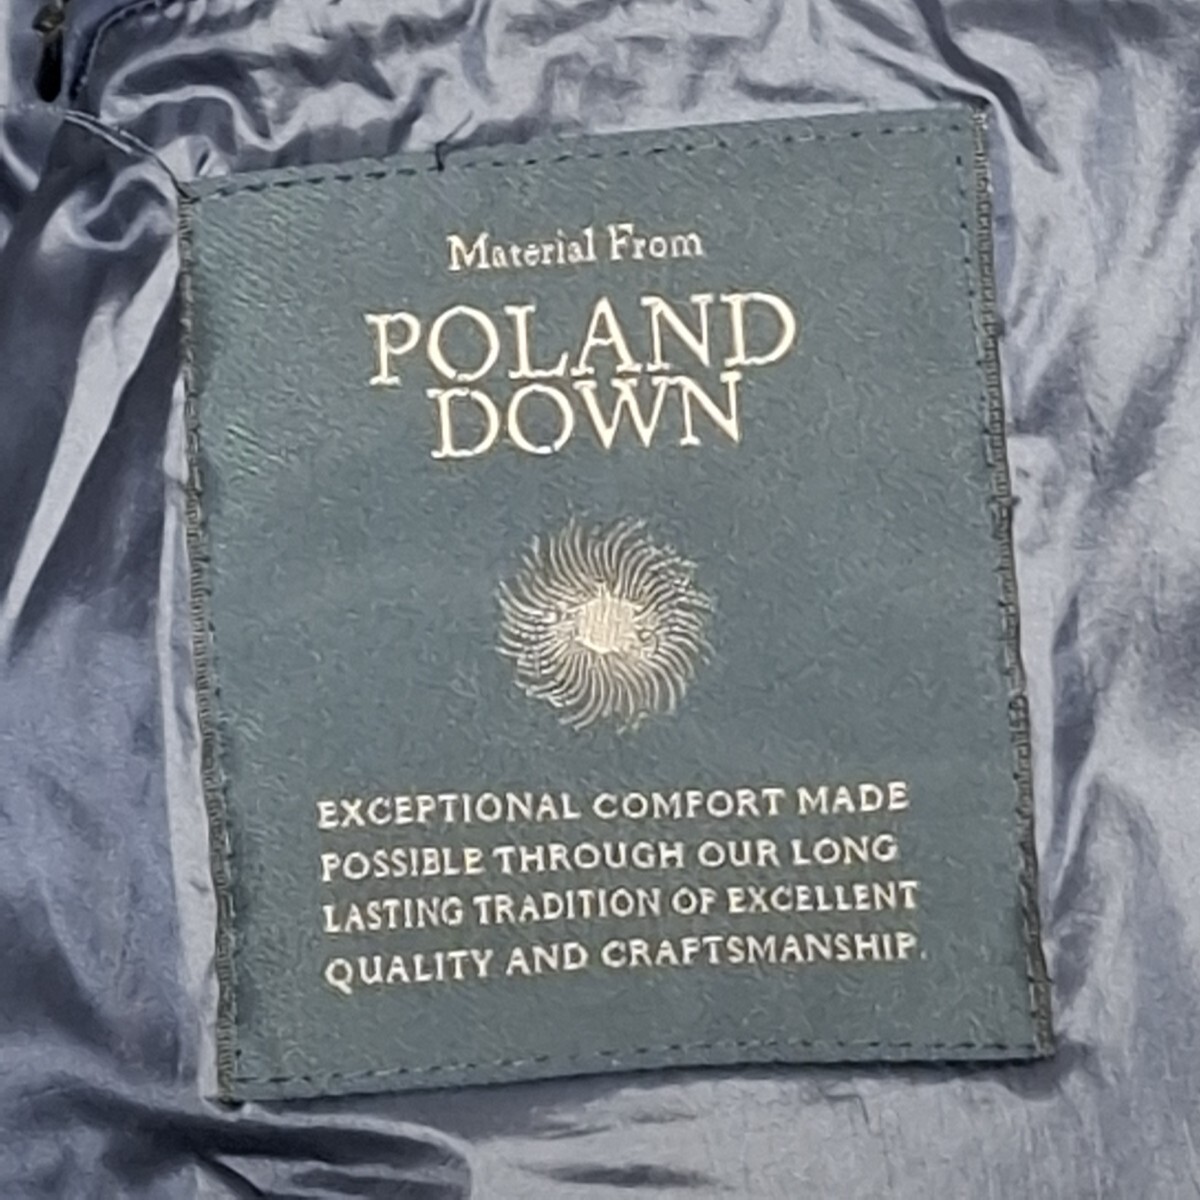 Material From
POLAND
DOWN
EXCEPTIONAL COMFORT MADE
POSSIBLE THROUGH OUR LONG
LASTING TRADITION OF EXCELLENT
QUALITY AND CRAFTSMANSHIP.